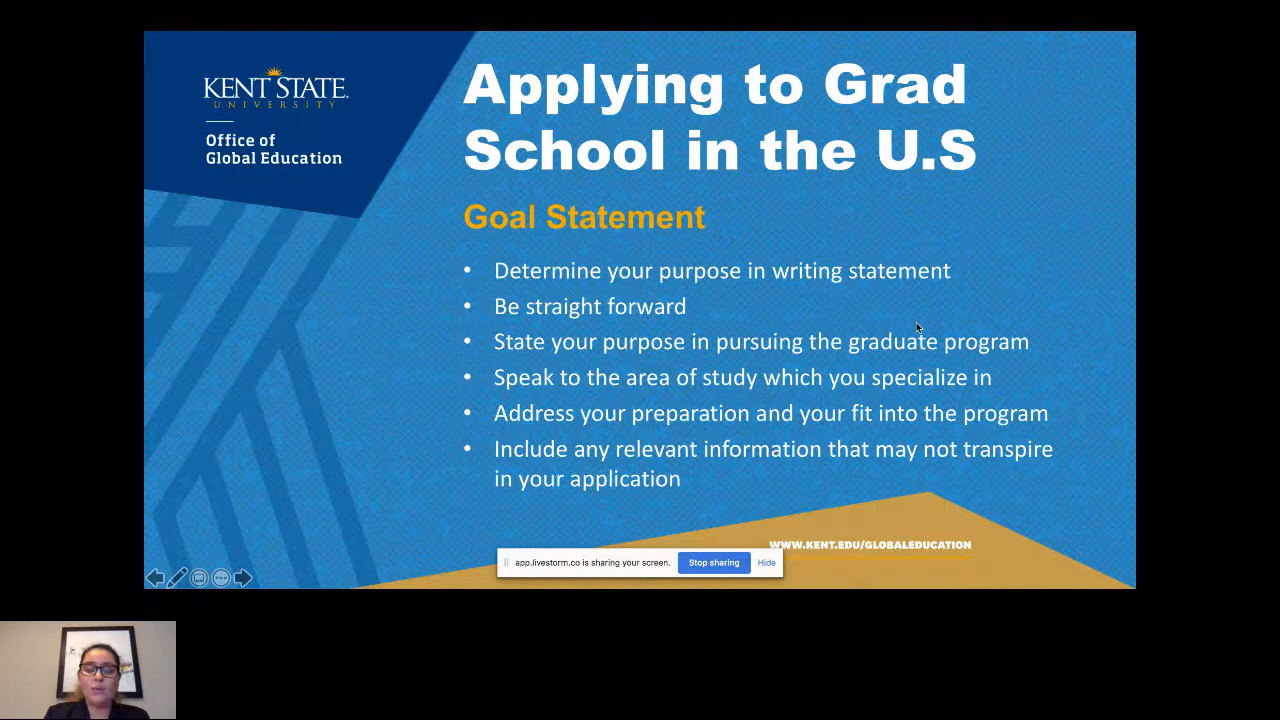 KENT STATE
UNIVERSITY
Office of
Global Education
Applying to Grad
School in the U.S
Goal Statement
• Determine your purpose in writing statement
• Be straight forward
• State your purpose in pursuing the graduate program
• Speak to the area of study which you specialize in
• Address your preparation and your fit into the program
• Include any relevant information that may not transpire
in your application
WWW.KENT.EDU/GLOBALEDUCATION
app.livestorm.co is sharing your screen. Stop sharing Hide